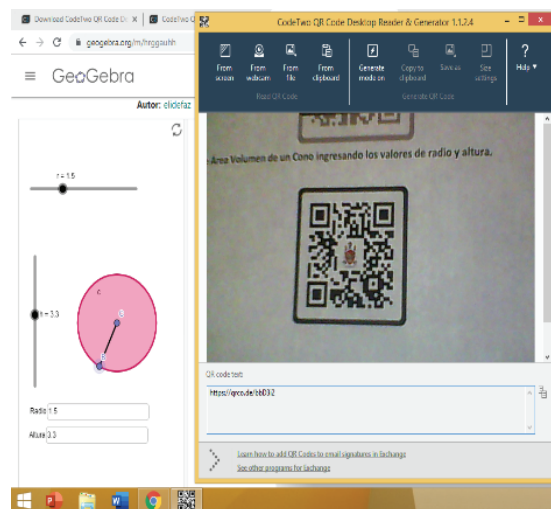 Download CodeTwo QR Code De
CodeTwo Q
geogebra.org/m/hrggauhh
GeoGebra
Autor: elidefaz
r = 1.5
h = 3.3
c
Radio 1.5
Altura 3.3
CodeTwo QR Code Desktop Reader & Generator 1.1.2.4
From screen
From webcam
From file
From clipboard
Generate mode on
Copy to clipboard
Save as
Size settings
Help
Read QR Code
Generate QR Code
Area Volumen de un Cono ingresando los valores de radio y altura.
QR code text:
https://qrco.de/bbD3J2
Learn how to add QR Codes to email signatures in Exchange
See other programs for Exchange